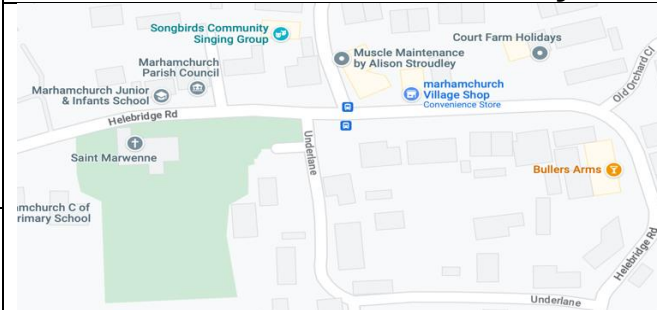 Songbirds Community
Singing Group
Court Farm Holidays
Muscle Maintenance
by Alison Stroudley
Marhamchurch
Parish Council
marhamchurch
Village Shop
Convenience Store
Old Orchard Cl
Marhamchurch Junior
& Infants School
Helebridge Rd
Saint Marwenne
Underlane
Bullers Arms
amchurch C of
rimary School
Helebridge Rd
Underlane